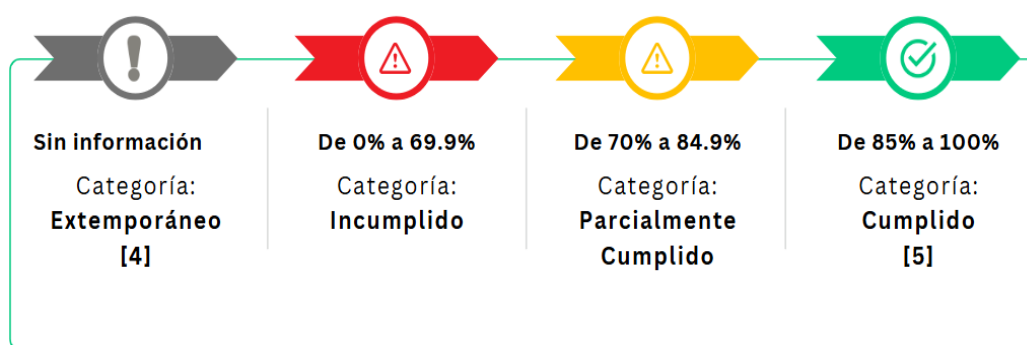 Sin información
Categoría:
Extemporáneo
[4]
De 0% a 69.9%
Categoría:
Incumplido
De 70% a 84.9%
Categoría:
Parcialmente
Cumplido
De 85% a 100%
Categoría:
Cumplido
[5]